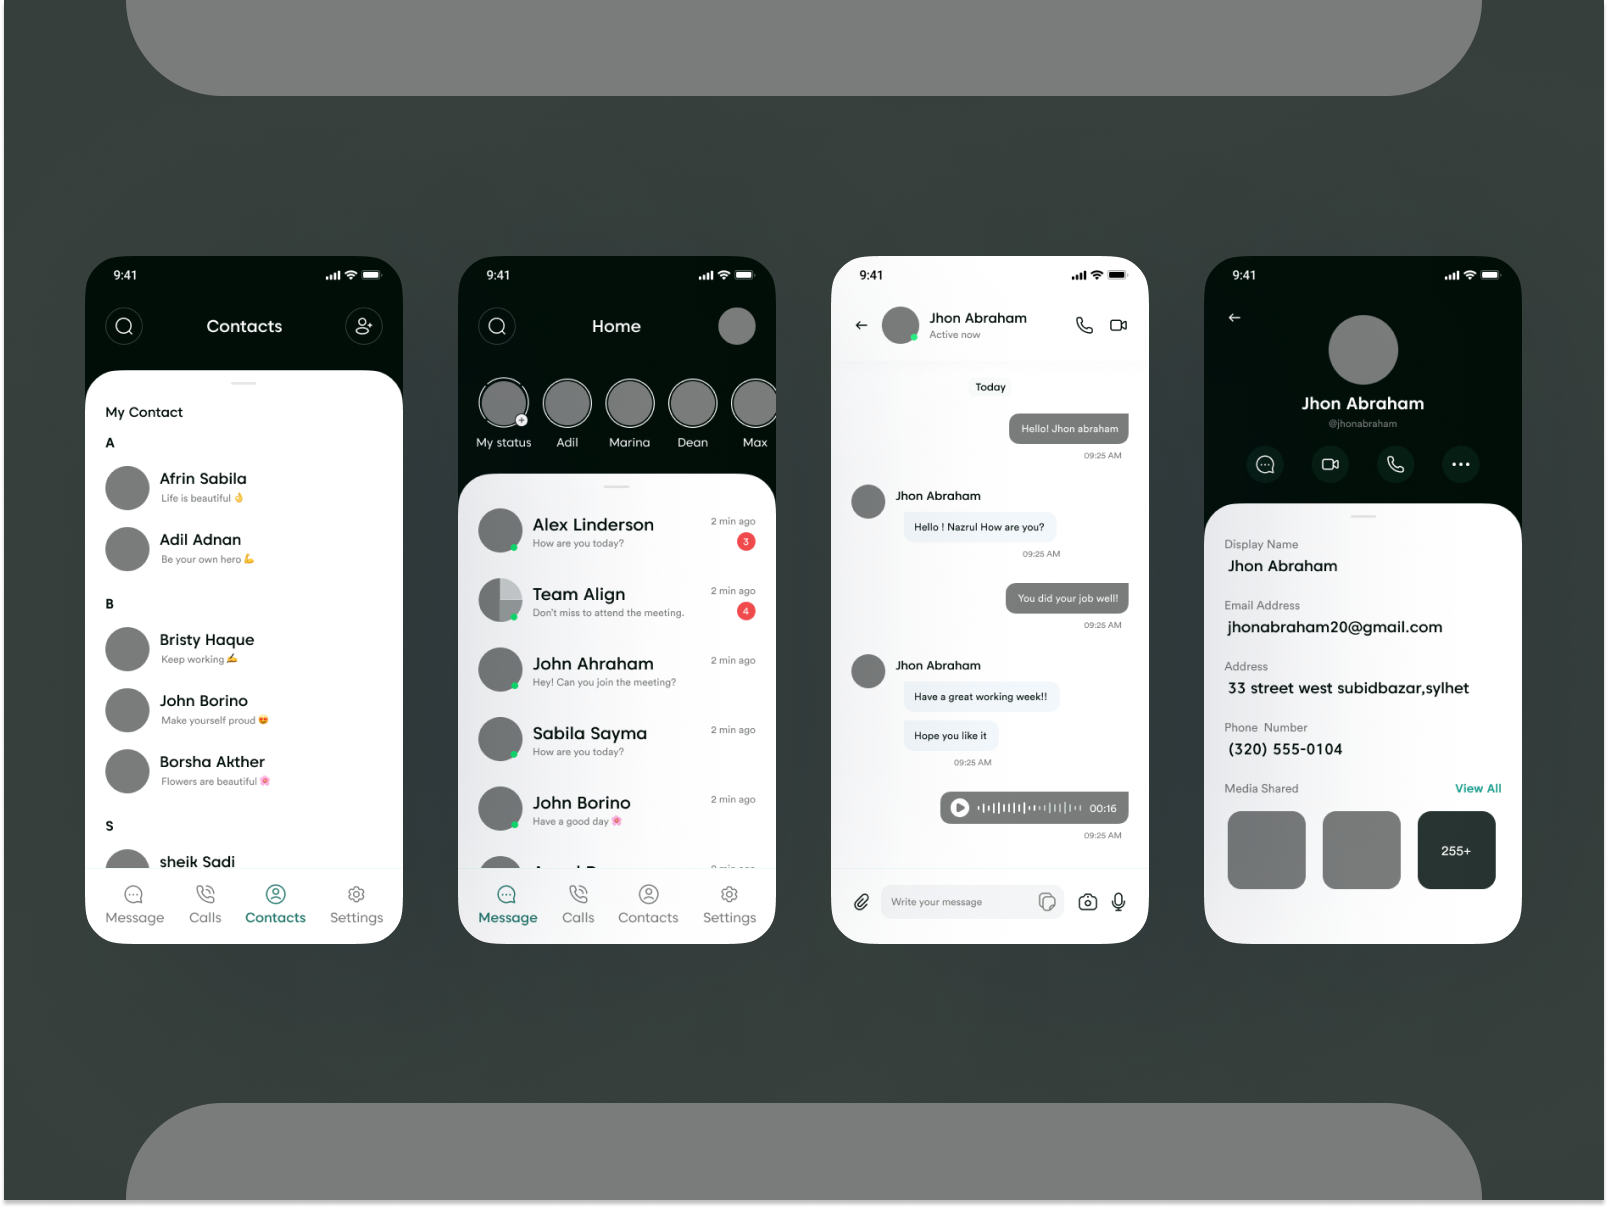 9:41
Contacts
My Contact
A
Afrin Sabila
Life is beautiful 👌
Adil Adnan
Be your own hero 💪
B
Bristy Haque
Keep working ✍️
John Borino
Make yourself proud 😍
Borsha Akther
Flowers are beautiful 🌸
S
sheik Sadi
Message
Calls
Contacts
Settings
9:41
Home
My status
Adil
Marina
Dean
Max
Alex Linderson
2 min ago
How are you today?
3
Team Align
2 min ago
Don't miss to attend the meeting.
4
John Ahraham
2 min ago
Hey! Can you join the meeting?
Sabila Sayma
2 min ago
How are you today?
John Borino
2 min ago
Have a good day 🌸
2 min ago
Message
Calls
Contacts
Settings
9:41
Jhon Abraham
Active now
Today
Hello! Jhon abraham
09:25 AM
Jhon Abraham
Hello ! Nazrul How are you?
09:25 AM
You did your job well!
09:25 AM
Jhon Abraham
Have a great working week!!
Hope you like it
09:25 AM
00:16
09:25 AM
Write your message
9:41
Jhon Abraham
@jhonabraham
Display Name
Jhon Abraham
Email Address
jhonabraham20@gmail.com
Address
33 street west subidbazar,sylhet
Phone Number
(320) 555-0104
Media Shared
View All
255+